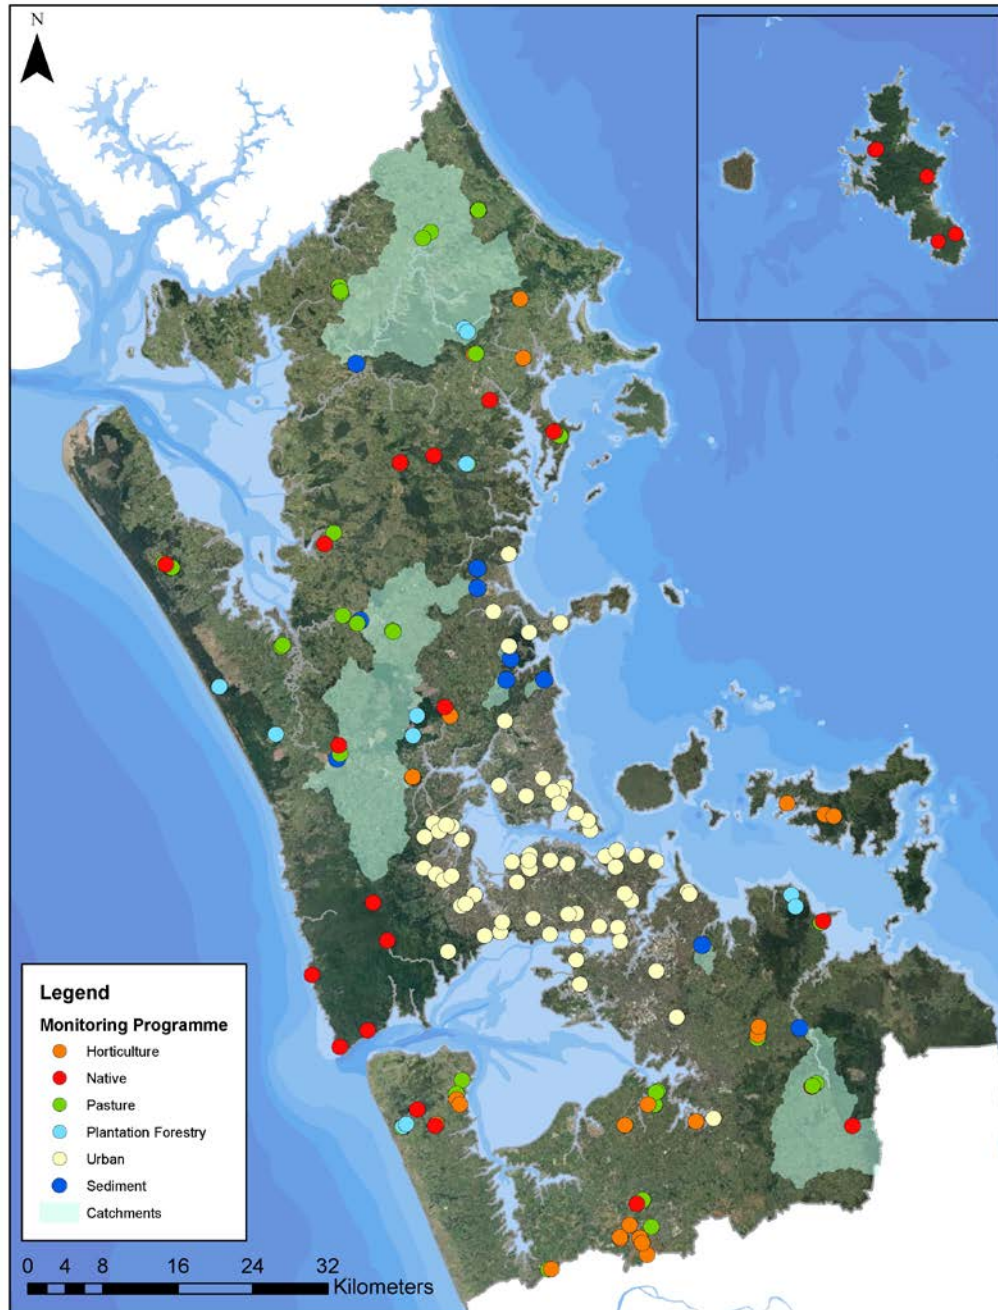 N
Legend
Monitoring Programme
Horticulture
Native
Pasture
Plantation Forestry
Urban
Sediment
Catchments
0 4 8 16 24 32
Kilometers